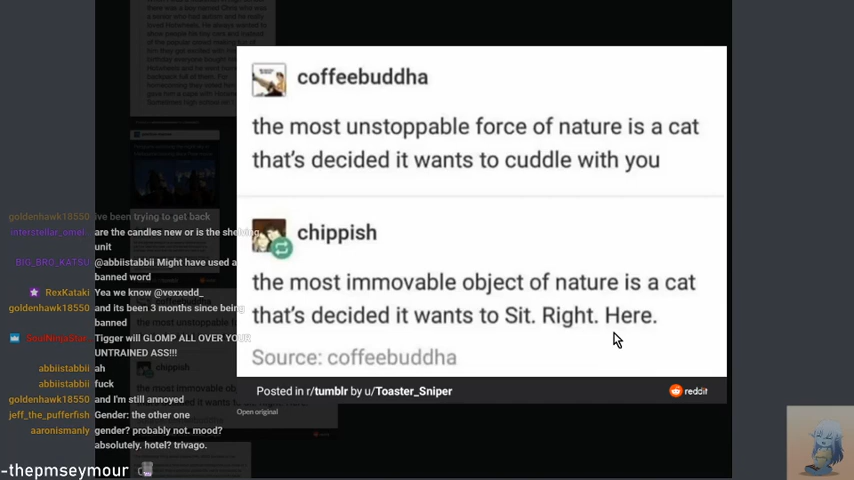 coffeebuddha
the most unstoppable force of nature is a cat
that's decided it wants to cuddle with you
chippish
the most immovable object of nature is a cat
that's decided it wants to Sit. Right. Here.
Source: coffeebuddha
Posted in r/tumblr by u/Toaster_Sniper
reddit
Open original
goldenhawk18550 ive been trying to get back
are the candles new or is the shelving
unit
BIG_BRO_KATSU @abbiistabbii Might have used a
banned word
RexKataki Yea we know @vexxedd_
goldenhawk18550 and its been 3 months since being
banned
SoulNinjaStar Tigger will GLOMP ALL OVER YOUR
UNTRAINED ASS!!!
abbiistabbii ah
abbiistabbii fuck
goldenhawk18550 and I'm still annoyed
jeff_the_pufferfish Gender: the other one
aaronismanly gender? probably not. mood?
absolutely. hotel? trivago.
-thepmseymour